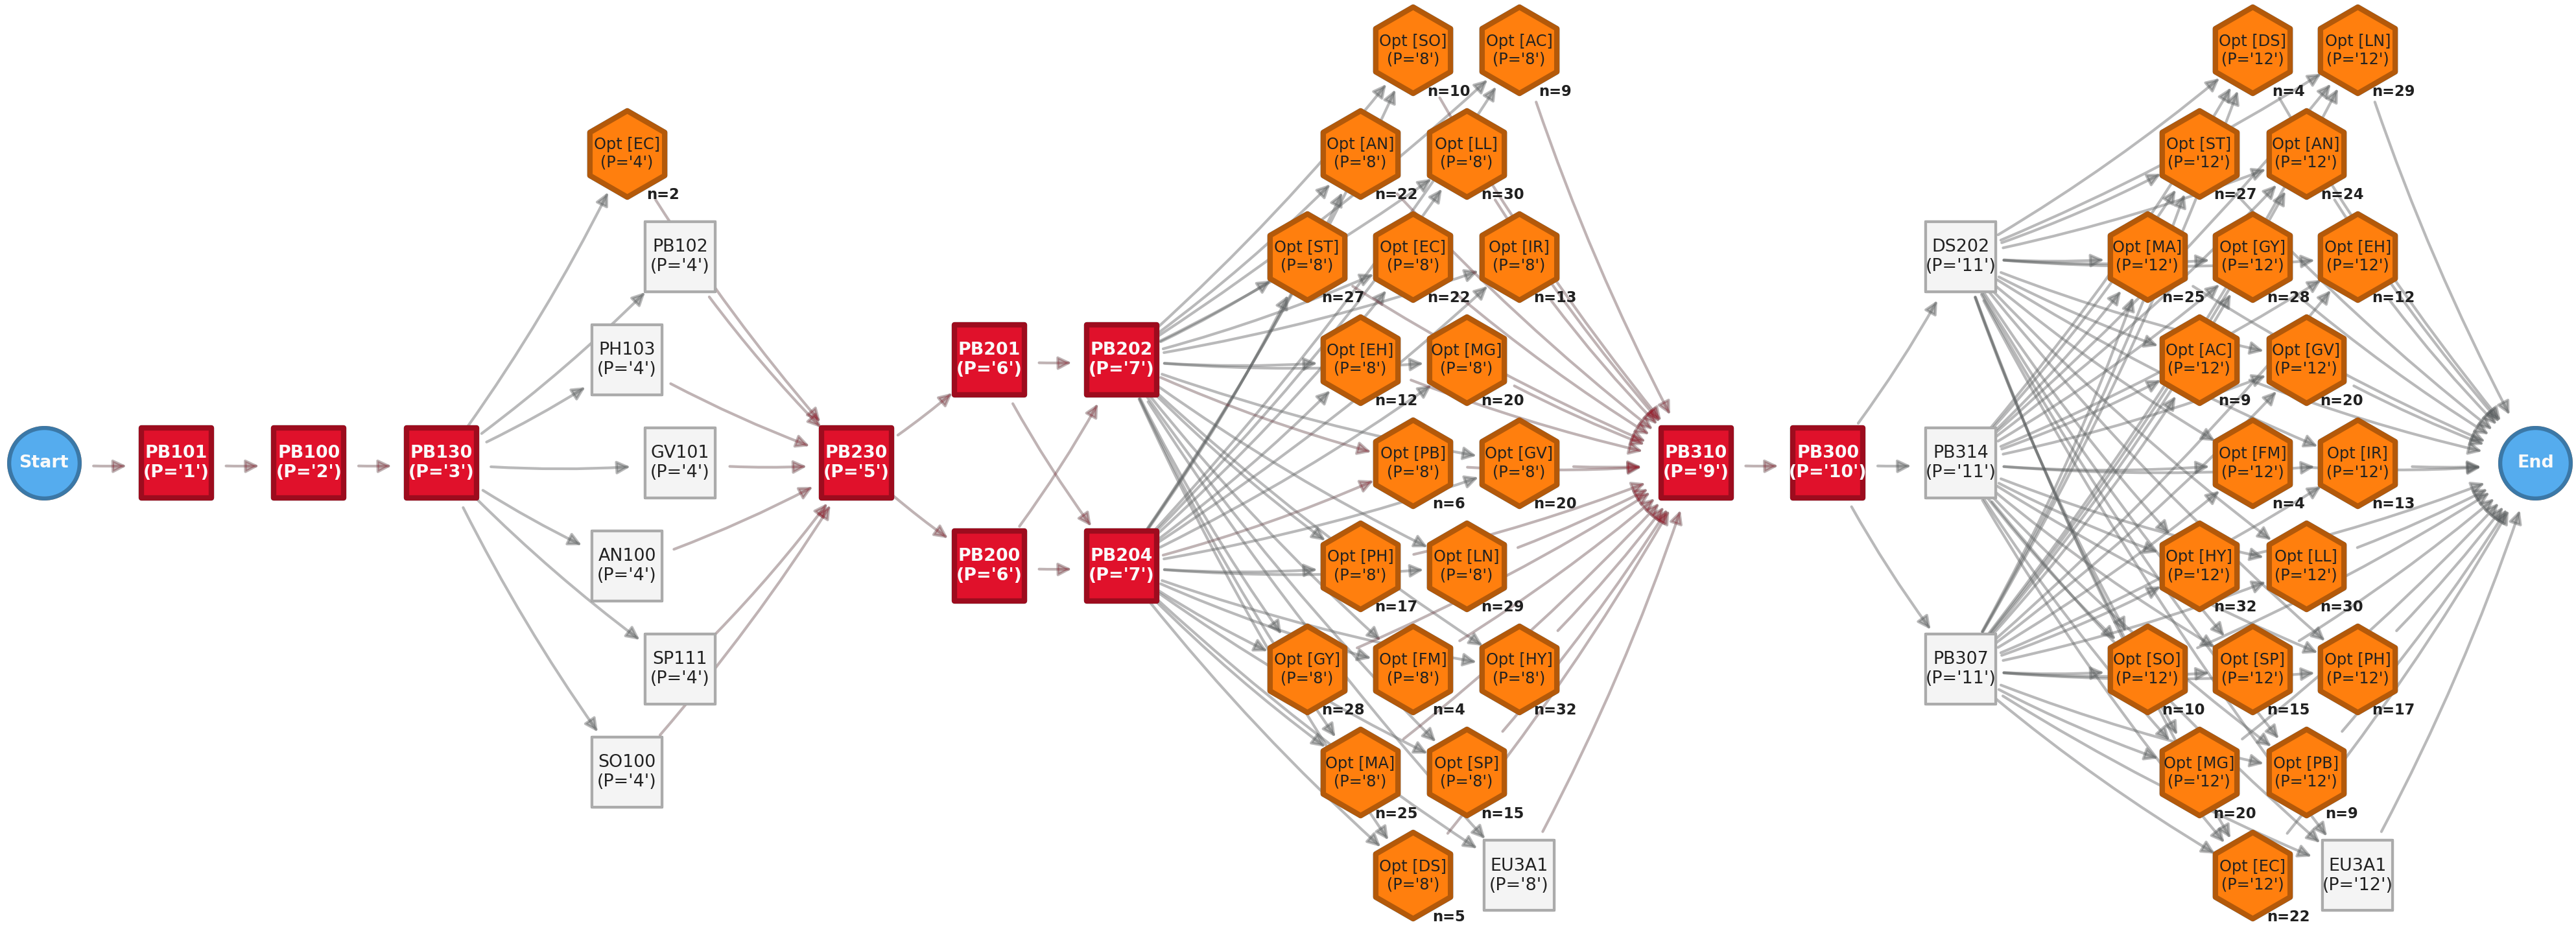 Start
PB101
(P='1')
PB100
(P='2')
PB130
(P='3')
Opt [EC]
(P='4')
n=2
PB102
(P='4')
PH103
(P='4')
GV101
(P='4')
AN100
(P='4')
SP111
(P='4')
SO100
(P='4')
PB230
(P='5')
PB201
(P='6')
PB200
(P='6')
PB202
(P='7')
PB204
(P='7')
Opt [SO]
(P='8')
n=10
Opt [AC]
(P='8')
n=9
Opt [AN]
(P='8')
n=22
Opt [LL]
(P='8')
n=30
Opt [ST]
(P='8')
n=27
Opt [EC]
(P='8')
n=22
Opt [IR]
(P='8')
n=13
Opt [EH]
(P='8')
n=12
Opt [MG]
(P='8')
n=20
Opt [PB]
(P='8')
n=6
Opt [GV]
(P='8')
n=20
Opt [PH]
(P='8')
n=17
Opt [LN]
(P='8')
n=29
Opt [GY]
(P='8')
n=28
Opt [FM]
(P='8')
n=4
Opt [HY]
(P='8')
n=32
Opt [MA]
(P='8')
n=25
Opt [SP]
(P='8')
n=15
Opt [DS]
(P='8')
n=5
EU3A1
(P='8')
PB310
(P='9')
PB300
(P='10')
DS202
(P='11')
PB314
(P='11')
PB307
(P='11')
Opt [DS]
(P='12')
n=4
Opt [LN]
(P='12')
n=29
Opt [ST]
(P='12')
n=27
Opt [AN]
(P='12')
n=24
Opt [MA]
(P='12')
n=25
Opt [GY]
(P='12')
n=28
Opt [EH]
(P='12')
n=12
Opt [AC]
(P='12')
n=9
Opt [GV]
(P='12')
n=20
Opt [FM]
(P='12')
n=4
Opt [IR]
(P='12')
n=13
Opt [HY]
(P='12')
n=32
Opt [LL]
(P='12')
n=30
Opt [SO]
(P='12')
n=10
Opt [SP]
(P='12')
n=15
Opt [PH]
(P='12')
n=17
Opt [MG]
(P='12')
n=20
Opt [PB]
(P='12')
n=9
Opt [EC]
(P='12')
n=22
EU3A1
(P='12')
End